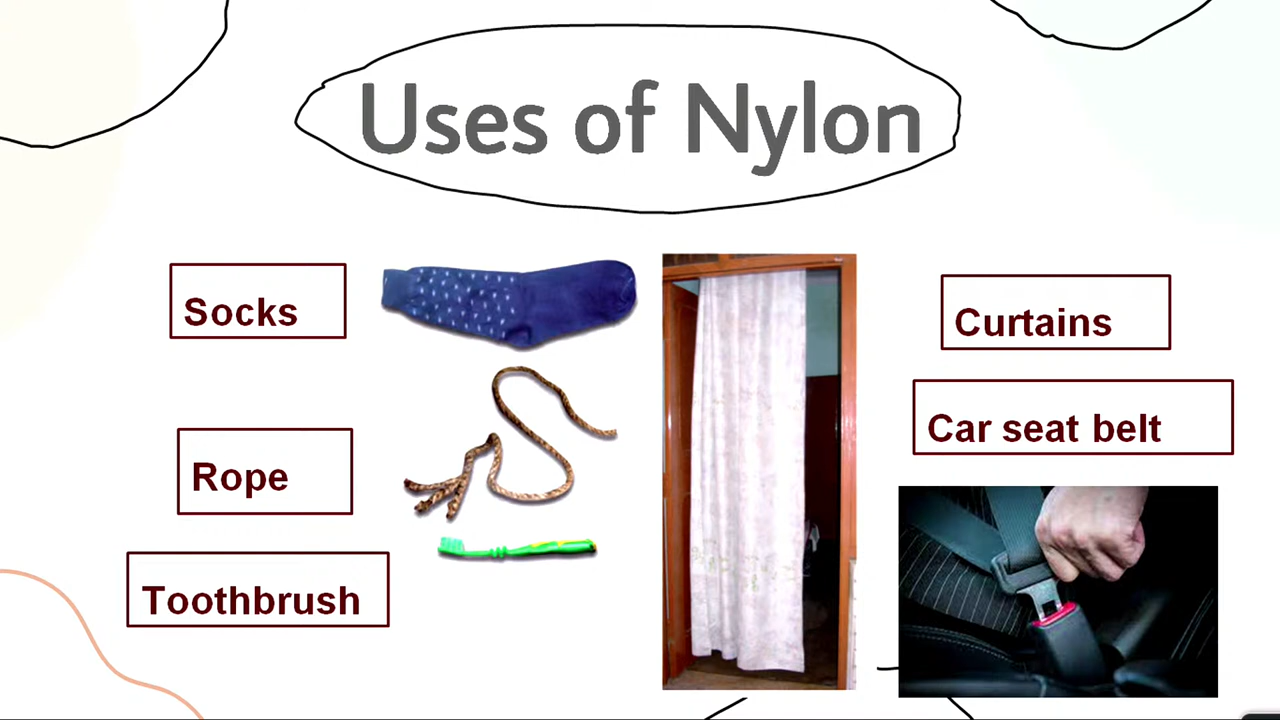 Uses of Nylon
Socks
Rope
Toothbrush
Curtains
Car seat belt